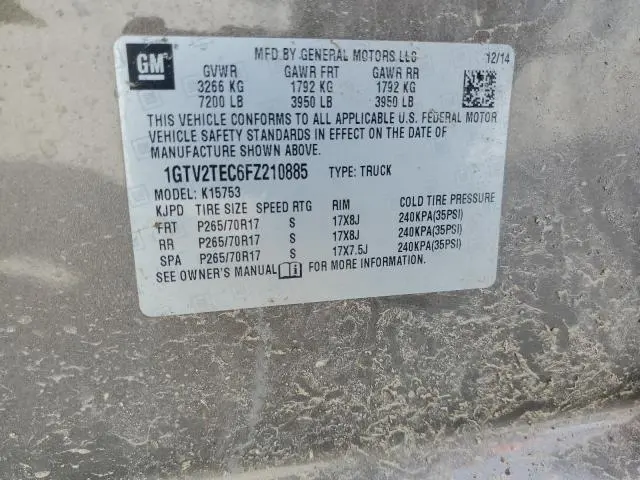 GM
MFD BY GENERAL MOTORS LLC 12/14
GVWR GAWR FRT GAWR RR
3266 KG 1792 KG 1792 KG
7200 LB 3950 LB 3950 LB
THIS VEHICLE CONFORMS TO ALL APPLICABLE U.S. FEDERAL MOTOR
VEHICLE SAFETY STANDARDS IN EFFECT ON THE DATE OF
MANUFACTURE SHOWN ABOVE.
1GTV2TEC6FZ210885 TYPE: TRUCK
MODEL: K15753
KJPD TIRE SIZE SPEED RTG RIM COLD TIRE PRESSURE
FRT P265/70R17 S 17X8J 240KPA(35PSI)
RR P265/70R17 S 17X8J 240KPA(35PSI)
SPA P265/70R17 S 17X7.5J 240KPA(35PSI)
SEE OWNER'S MANUAL FOR MORE INFORMATION.